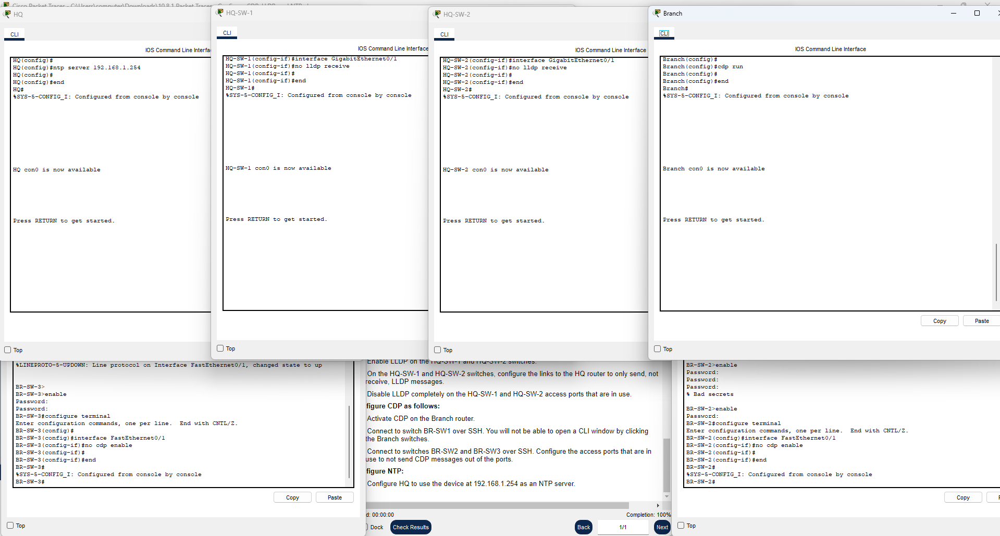 HQ
CLI
IOS Command Line Interfa
HQ(config)#
HQ(config)#ntp server 192.168.1.254
HQ(config)#
HQ(config)#end
HQ#
%SYS-5-CONFIG_I: Configured from console by console
HQ con0 is now available
Press RETURN to get started.
Top
HQ-SW-1
CLI
IOS Command Line Interface
HQ-SW-1(config-if)#interface GigabitEthernet0/1
HQ-SW-1(config-if)#no lldp receive
HQ-SW-1(config-if)#
HQ-SW-1(config-if)#end
HQ-SW-1#
%SYS-5-CONFIG_I: Configured from console by console
HQ-SW-1 con0 is now available
Press RETURN to get started.
Top
HQ-SW-2
CLI
IOS Command Line Interface
HQ-SW-2(config-if)#interface GigabitEthernet0/1
HQ-SW-2(config-if)#no lldp receive
HQ-SW-2(config-if)#
HQ-SW-2(config-if)#end
HQ-SW-2#
%SYS-5-CONFIG_I: Configured from console by console
HQ-SW-2 con0 is now available
Press RETURN to get started.
Top
Branch
CLI
IOS Command Line Interface
Branch(config)#
Branch(config)#cdp run
Branch(config)#
Branch(config)#end
Branch#
%SYS-5-CONFIG_I: Configured from console by console
Branch con0 is now available
Press RETURN to get started.
Copy
Paste
Top
%LINEPROTO-5-UPDOWN: Line protocol on Interface FastEthernet0/1, changed state to up
BR-SW-3>
BR-SW-3>enable
Password:
Password:
BR-SW-3#configure terminal
Enter configuration commands, one per line.  End with CNTL/Z.
BR-SW-3(config)#
BR-SW-3(config)#interface FastEthernet0/1
BR-SW-3(config-if)#no cdp enable
BR-SW-3(config-if)#
BR-SW-3(config-if)#end
BR-SW-3#
%SYS-5-CONFIG_I: Configured from console by console
BR-SW-3#
Copy
Paste
Top
Enable LLDP on the HQ-SW-1 and HQ-SW-2 switches.
On the HQ-SW-1 and HQ-SW-2 switches, configure the links to the HQ router to only send, not
receive, LLDP messages.
Disable LLDP completely on the HQ-SW-1 and HQ-SW-2 access ports that are in use.
figure CDP as follows:
Activate CDP on the Branch router.
Connect to switch BR-SW1 over SSH. You will not be able to open a CLI window by clicking
the Branch switches.
Connect to switches BR-SW2 and BR-SW3 over SSH. Configure the access ports that are in
use to not send CDP messages out of the ports.
figure NTP:
Configure HQ to use the device at 192.168.1.254 as an NTP server.
d: 00:00:00
Completion: 100%
Dock
Check Results
Back
1/1
Next
BR-SW-2>enable
Password:
Password:
Password:
% Bad secrets
BR-SW-2>enable
Password:
BR-SW-2#configure terminal
Enter configuration commands, one per line.  End with CNTL/Z.
BR-SW-2(config)#interface FastEthernet0/1
BR-SW-2(config-if)#no cdp enable
BR-SW-2(config-if)#
BR-SW-2(config-if)#end
BR-SW-2#
%SYS-5-CONFIG_I: Configured from console by console
BR-SW-2#
Copy
Top